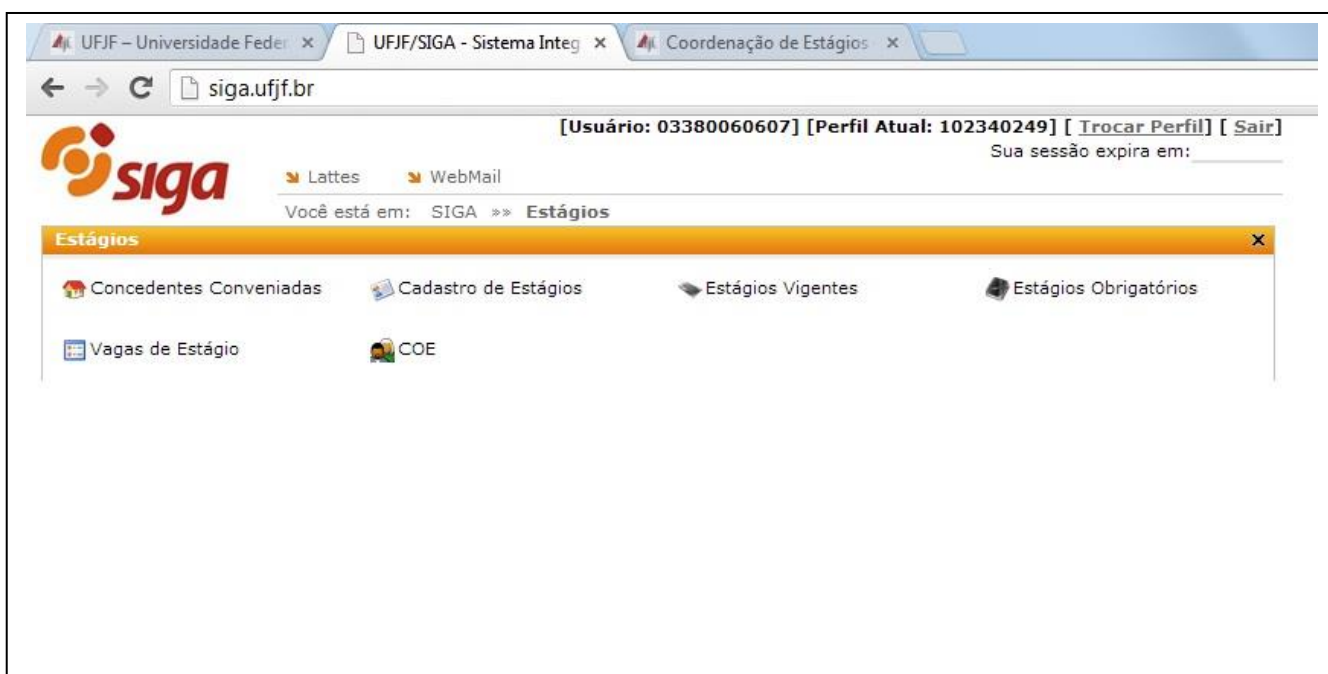 UFJF – Universidade Feder
UFJF/SIGA - Sistema Integ
Coordenação de Estágios
siga.ufjf.br
[Usuário: 03380060607] [Perfil Atual: 102340249] [ Trocar Perfil] [ Sair]
Sua sessão expira em:
siga
Lattes WebMail
Você está em: SIGA »» Estágios
Estágios
Concedentes Conveniadas Cadastro de Estágios Estágios Vigentes Estágios Obrigatórios
Vagas de Estágio COE